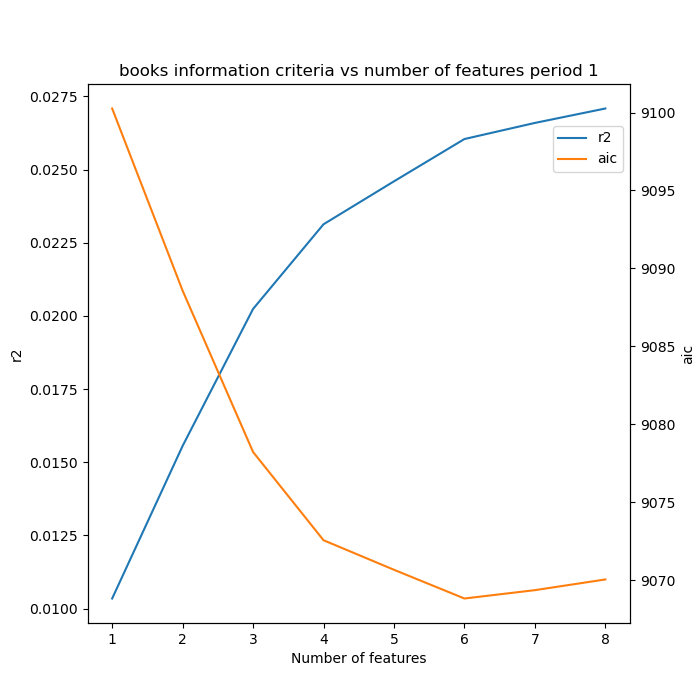 books information criteria vs number of features period 1
0.0275
0.0250
0.0225
0.0200
0.0175
0.0150
0.0125
0.0100
r2
9100
9095
9090
9085
9080
9075
9070
aic
r2
aic
1 2 3 4 5 6 7 8
Number of features